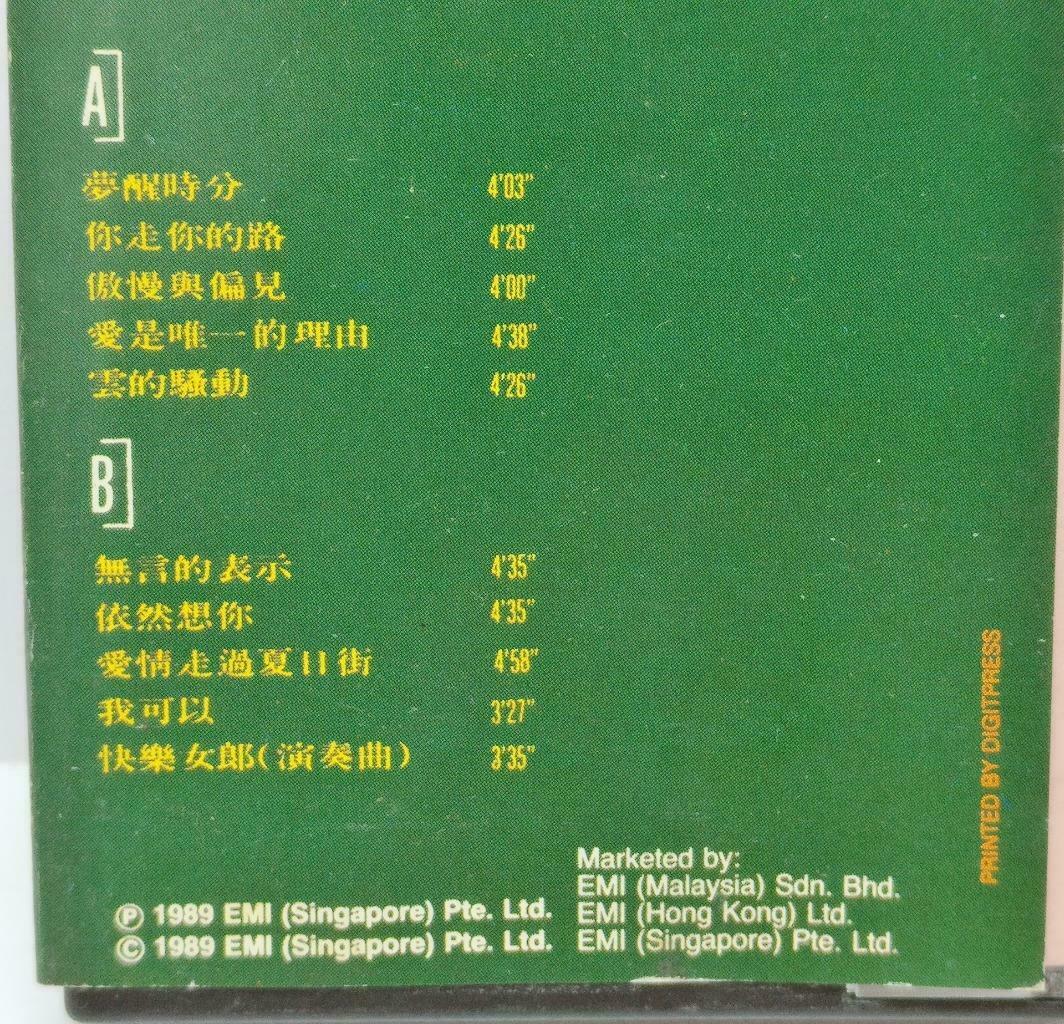 A]
夢醒時分 4'03"
你走你的路 4'26"
傲慢與偏見 4'00"
愛是唯一的理由 4'38"
雲的騷動 4'26"
B]
無言的表示 4'35"
依然想你 4'35"
愛情走過夏日街 4'58"
我可以 3'27"
快樂女郎(演奏曲) 3'35"
Ⓟ 1989 EMI (Singapore) Pte. Ltd.
© 1989 EMI (Singapore) Pte. Ltd.
Marketed by:
EMI (Malaysia) Sdn. Bhd.
EMI (Hong Kong) Ltd.
EMI (Singapore) Pte. Ltd.
PRINTED BY DIGITPRESS